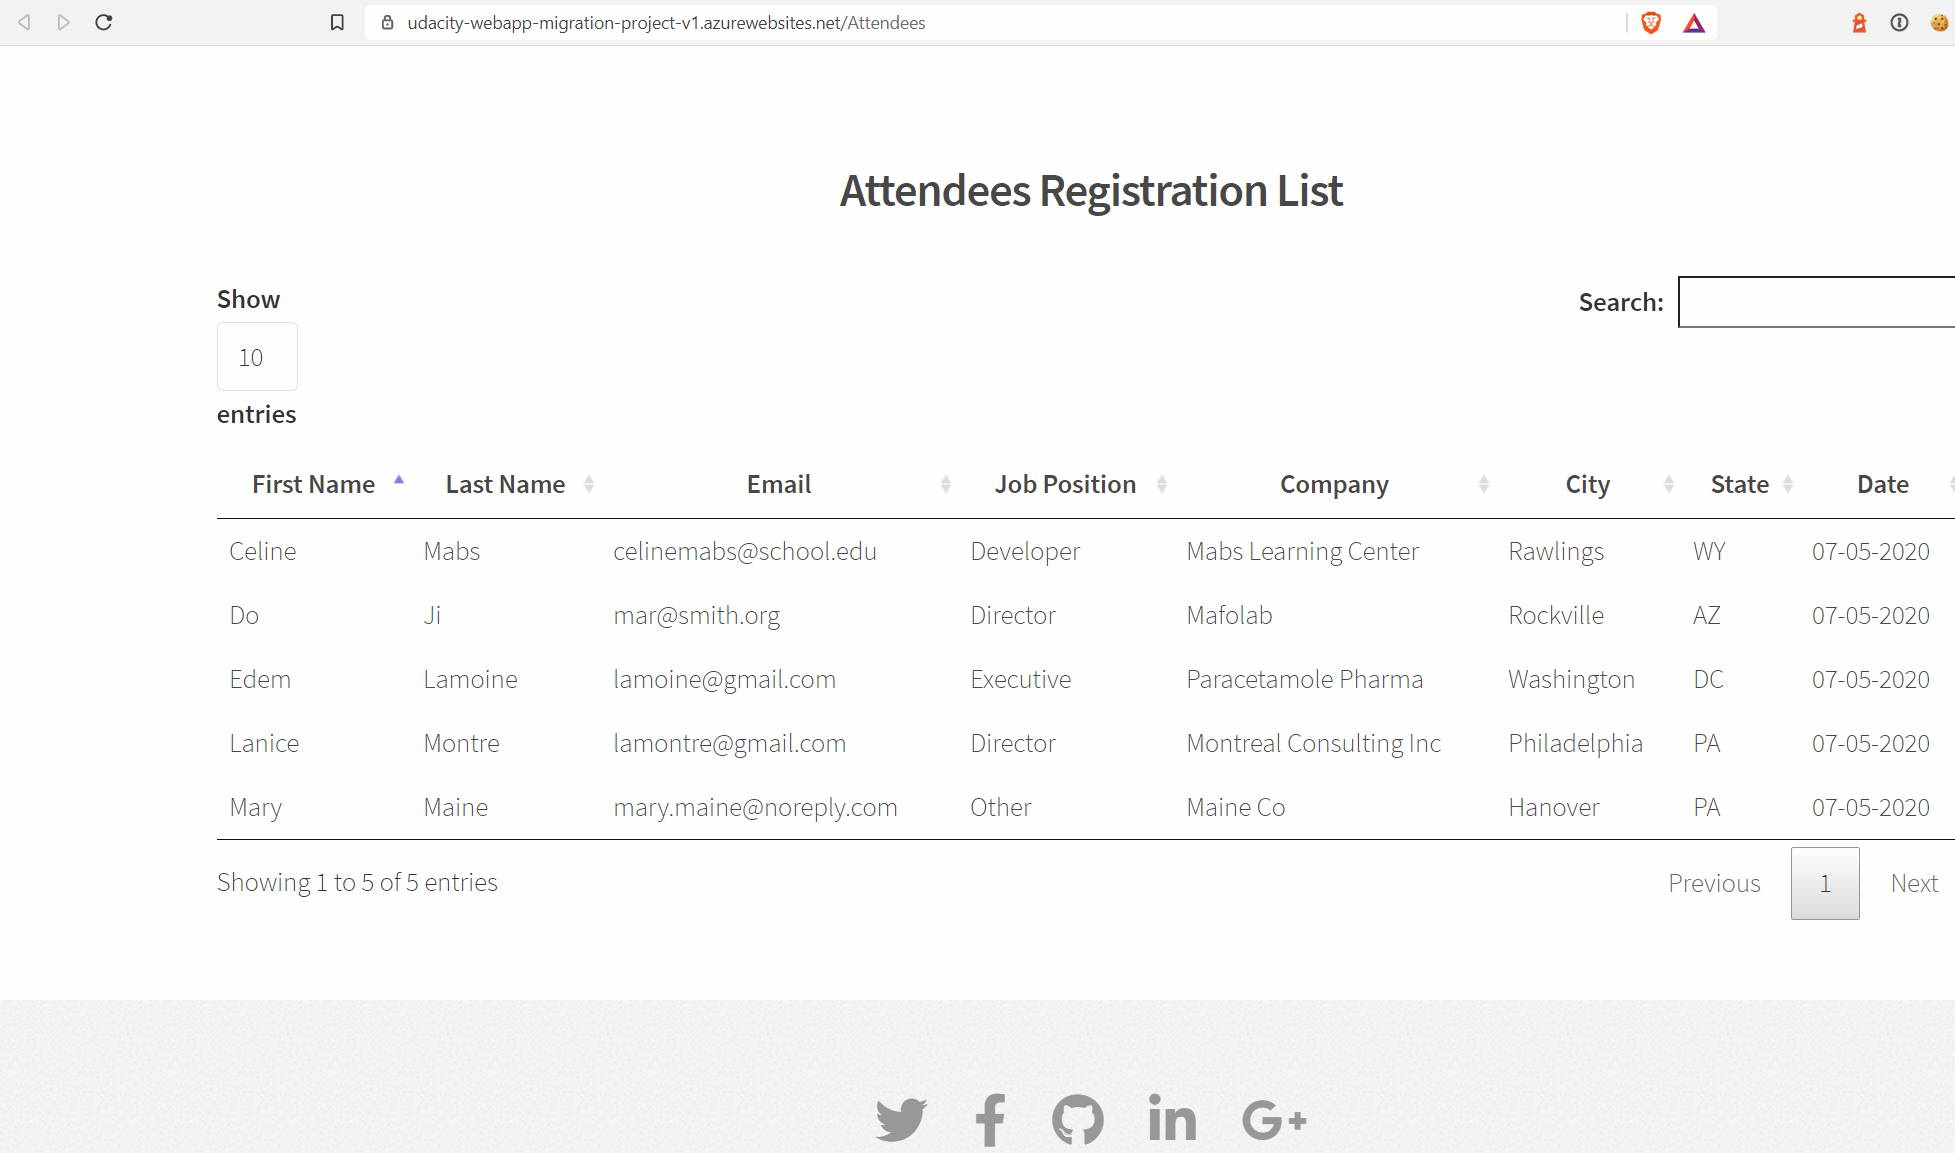 udacity-webapp-migration-project-v1.azurewebsites.net/Attendees
Attendees Registration List
Show
Search:
10
entries
First Name Last Name Email Job Position Company City State Date
Celine Mabs celinemabs@school.edu Developer Mabs Learning Center Rawlings WY 07-05-2020
Do Ji mar@smith.org Director Mafolab Rockville AZ 07-05-2020
Edem Lamoine lamoine@gmail.com Executive Paracetamole Pharma Washington DC 07-05-2020
Lanice Montre lamontre@gmail.com Director Montreal Consulting Inc Philadelphia PA 07-05-2020
Mary Maine mary.maine@noreply.com Other Maine Co Hanover PA 07-05-2020
Showing 1 to 5 of 5 entries
Previous 1 Next